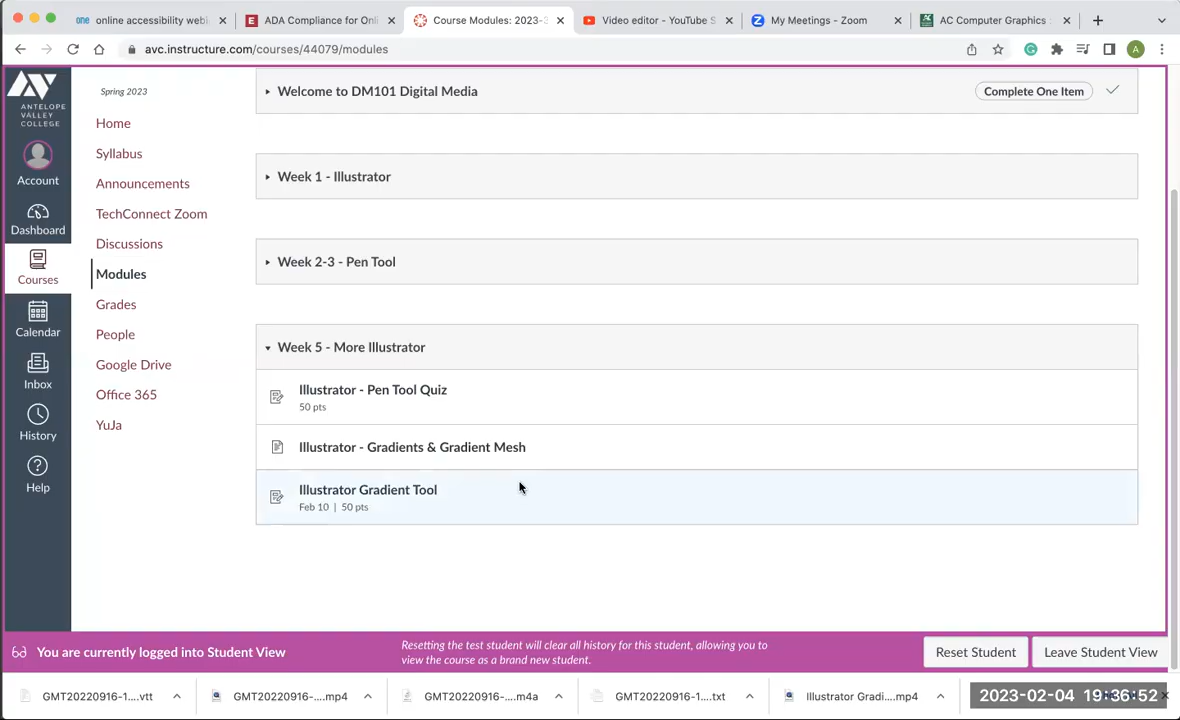 online accessibility webi
ADA Compliance for Onli
Course Modules: 2023-3
Video editor - YouTube S
My Meetings - Zoom
AC Computer Graphics :
avc.instructure.com/courses/44079/modules
A
ANTELOPE
VALLEY
COLLEGE
Account
Dashboard
Courses
Calendar
Inbox
History
Help
Spring 2023
Home
Syllabus
Announcements
TechConnect Zoom
Discussions
Modules
Grades
People
Google Drive
Office 365
YuJa
Welcome to DM101 Digital Media
Complete One Item
Week 1 - Illustrator
Week 2-3 - Pen Tool
Week 5 - More Illustrator
Illustrator - Pen Tool Quiz
50 pts
Illustrator - Gradients & Gradient Mesh
Illustrator Gradient Tool
Feb 10 | 50 pts
You are currently logged into Student View
Resetting the test student will clear all history for this student, allowing you to
view the course as a brand new student.
Reset Student
Leave Student View
GMT20220916-1....vtt
GMT20220916-....mp4
GMT20220916-....m4a
GMT20220916-1....txt
Illustrator Gradi....mp4
2023-02-04 19:36:52